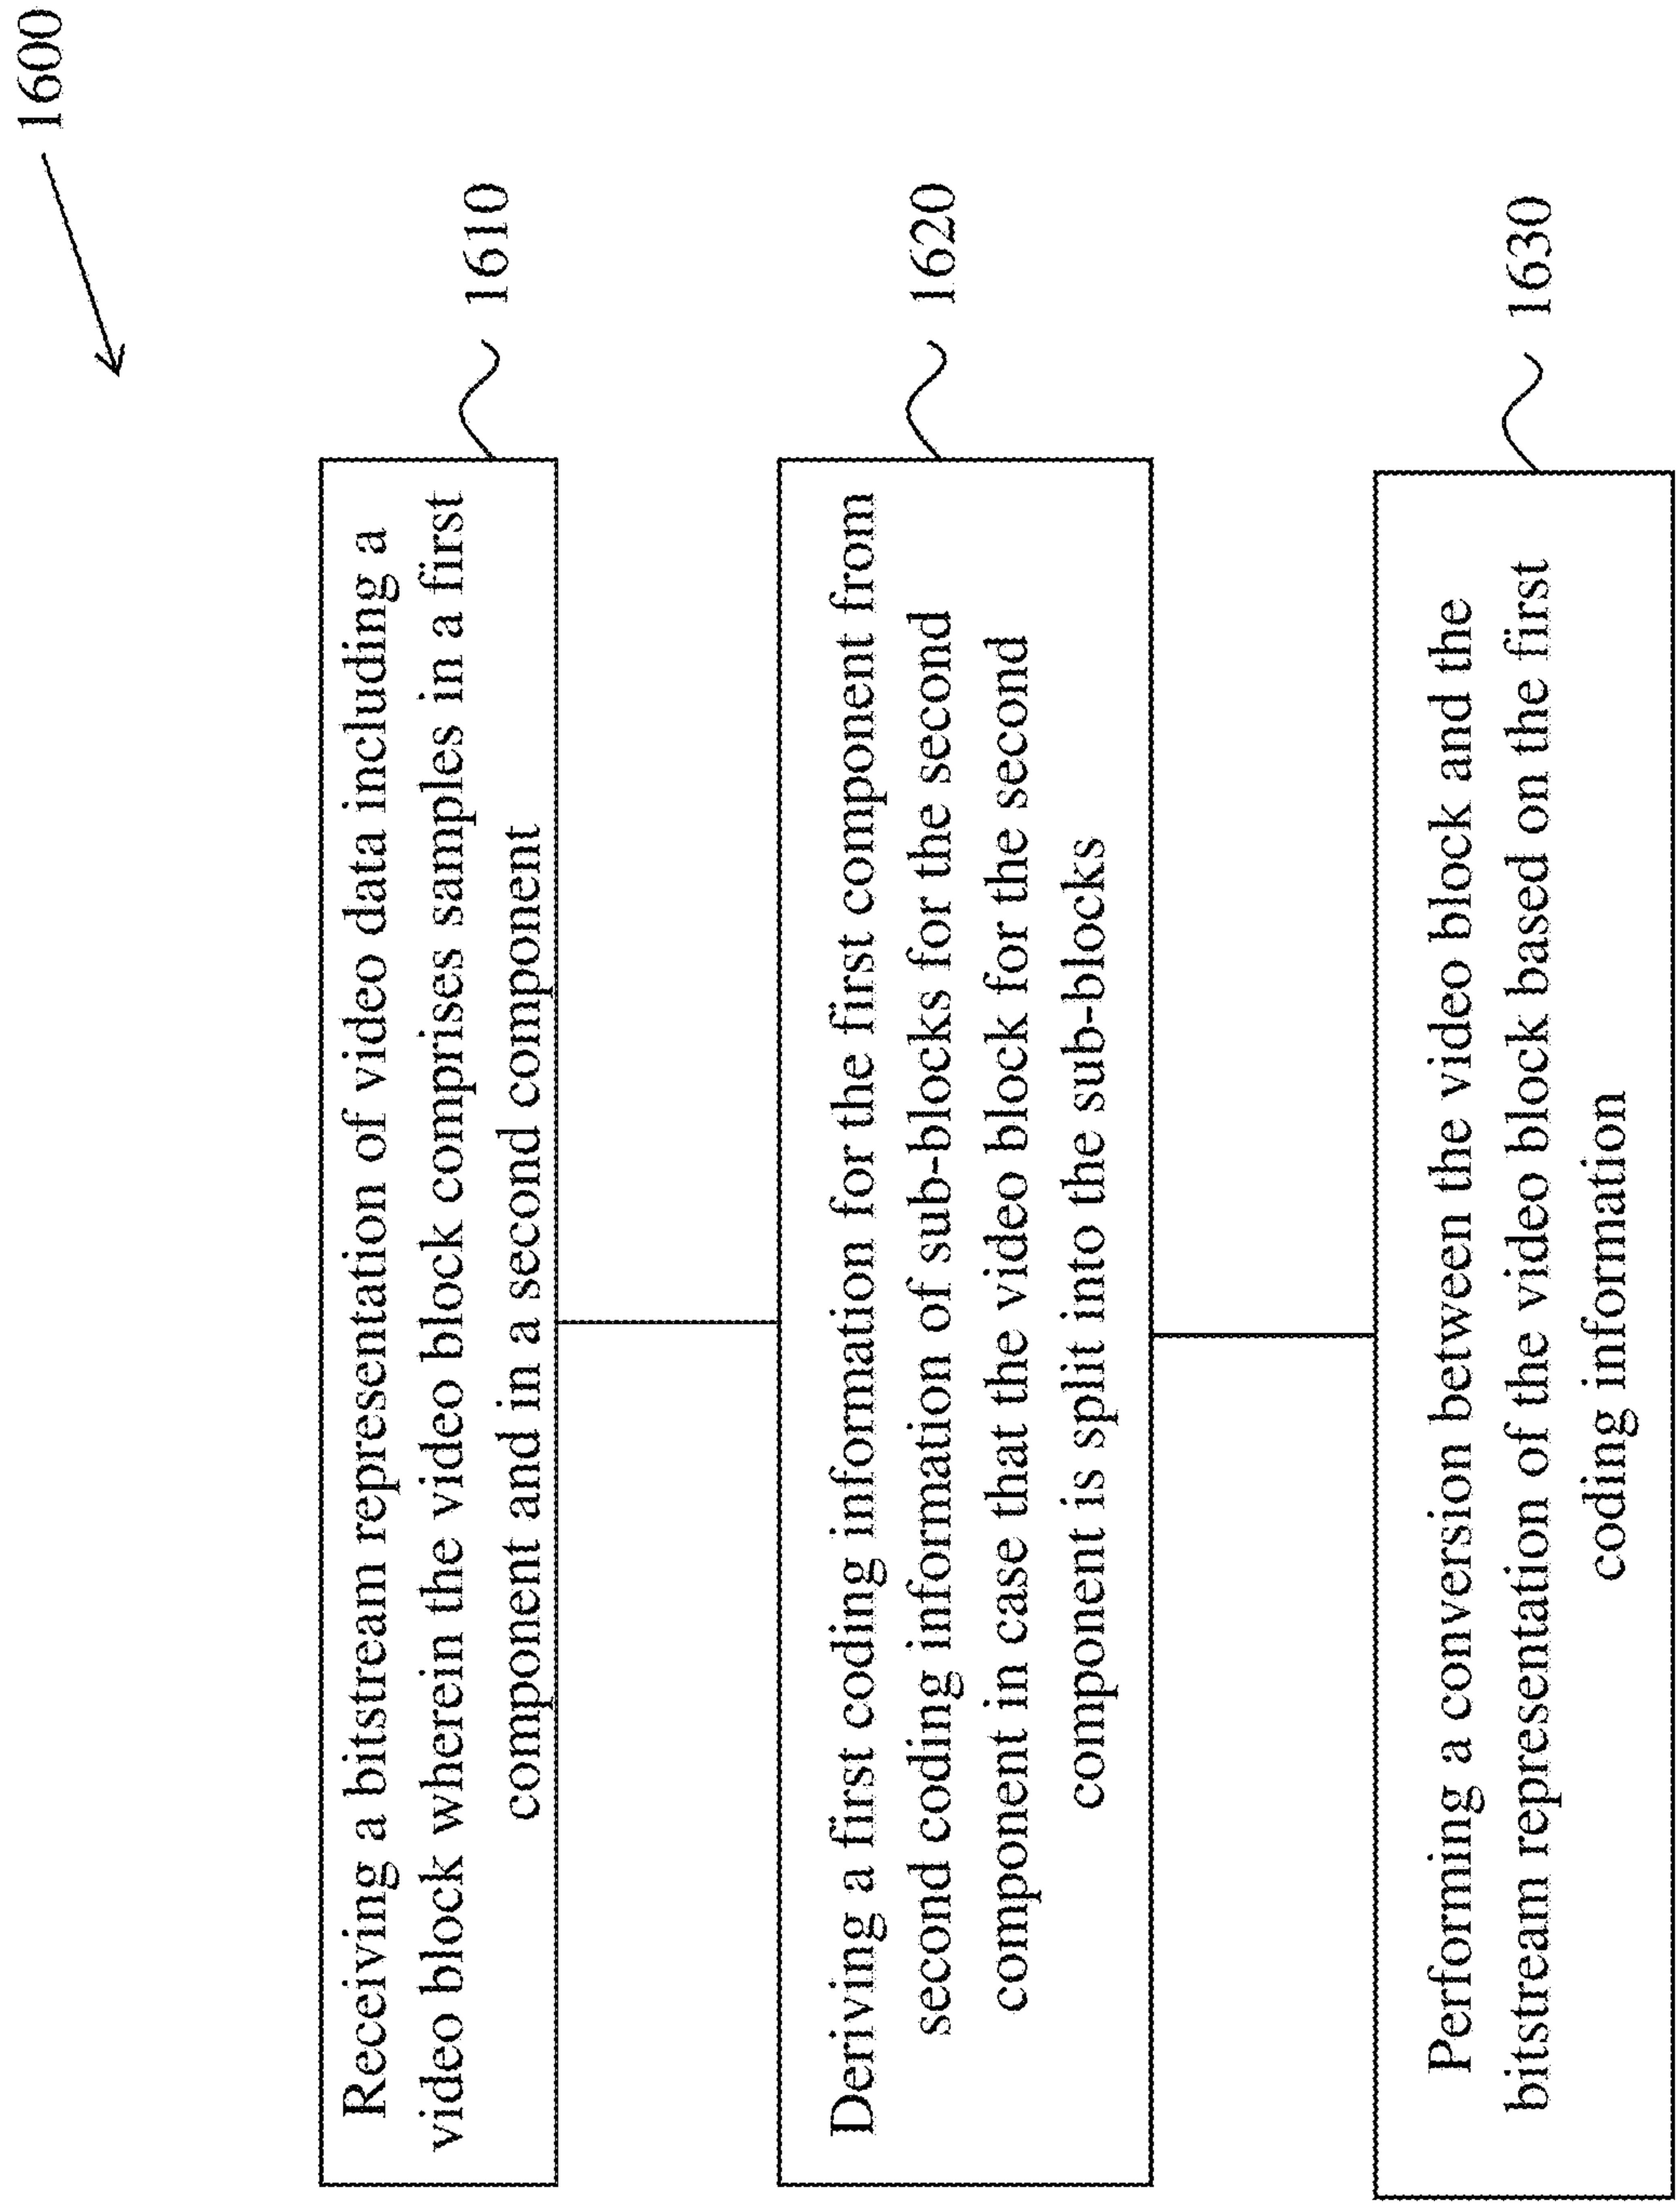 1600
Receiving a bitstream representation of video data including a
video block wherein the video block comprises samples in a first
component and in a second component
1610
Deriving a first coding information for the first component from
second coding information of sub-blocks for the second
component in case that the video block for the second
component is split into the sub-blocks
1620
Performing a conversion between the video block and the
bitstream representation of the video block based on the first
coding information
1630